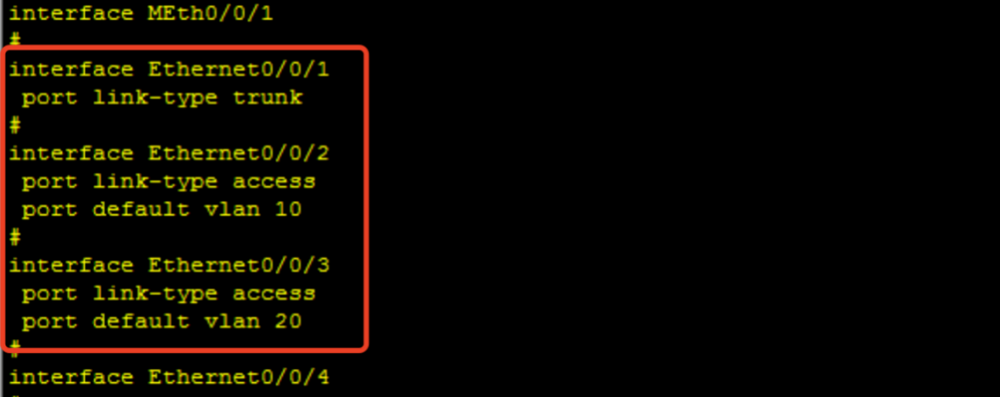 interface MEth0/0/1
#
interface Ethernet0/0/1
 port link-type trunk
#
interface Ethernet0/0/2
 port link-type access
 port default vlan 10
#
interface Ethernet0/0/3
 port link-type access
 port default vlan 20
#
interface Ethernet0/0/4